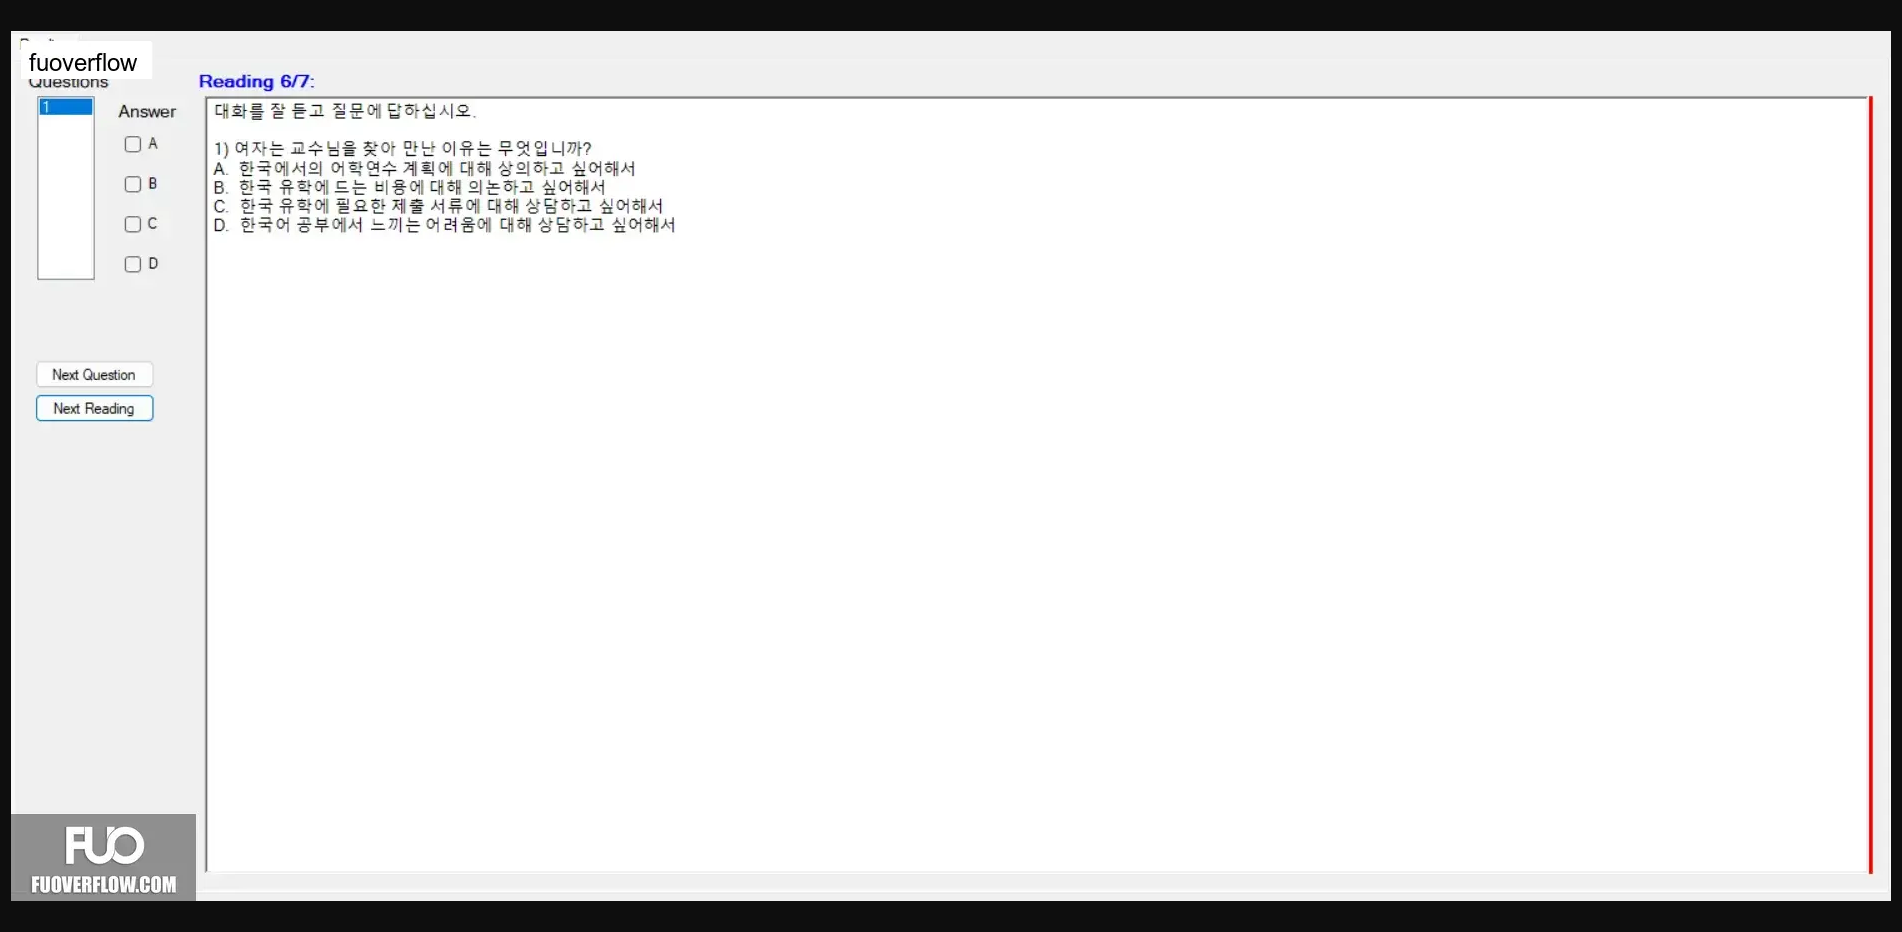 fuoverflow
Questions
Reading 6/7:
1
Answer
A
B
C
D
대화를 잘 듣고 질문에 답하십시오.
1) 여자는 교수님을 찾아 만난 이유는 무엇입니까?
A. 한국에서의 어학연수 계획에 대해 상의하고 싶어해서
B. 한국 유학에 드는 비용에 대해 의논하고 싶어해서
C. 한국 유학에 필요한 제출 서류에 대해 상담하고 싶어해서
D. 한국어 공부에서 느끼는 어려움에 대해 상담하고 싶어해서
Next Question
Next Reading
FUO
FUOVERFLOW.COM